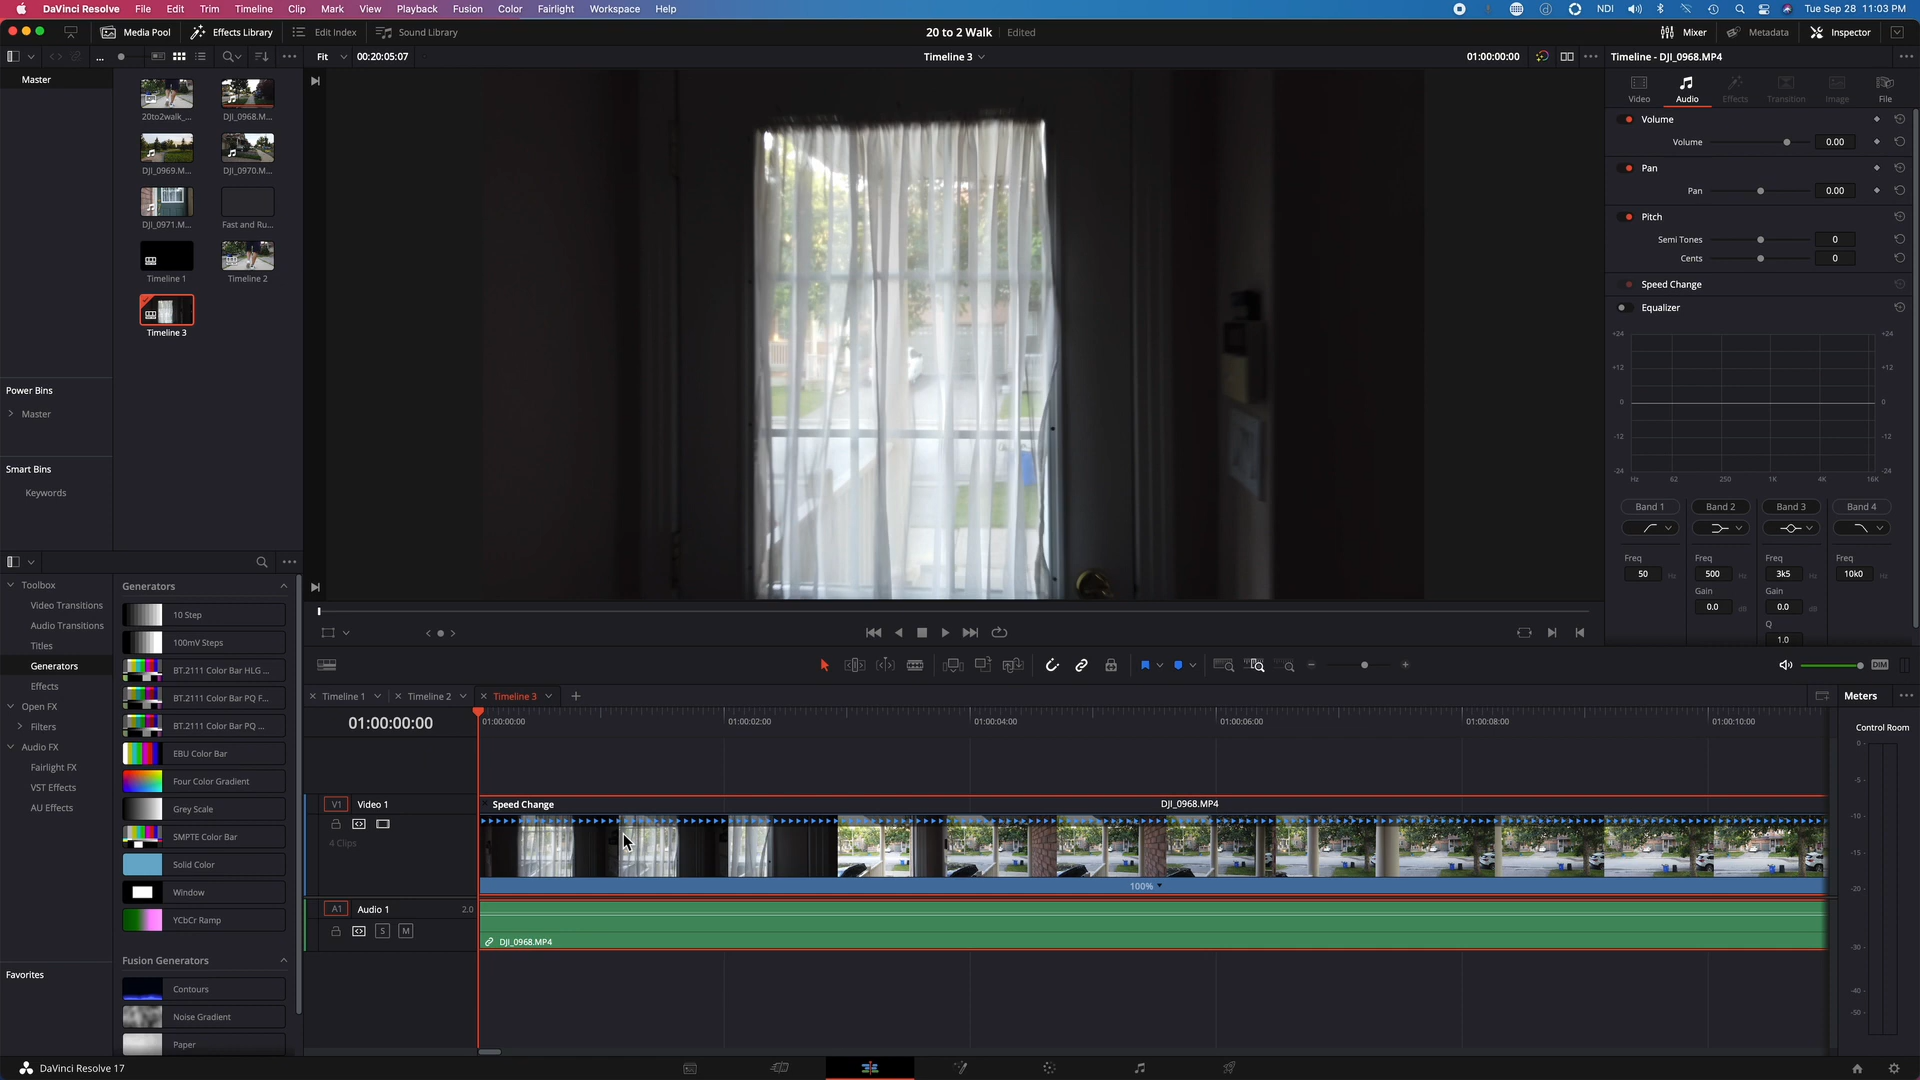 DaVinci Resolve File Edit Trim Timeline Clip Mark View Playback Fusion Color Fairlight Workspace Help NDI Tue Sep 28 11:03 PM
Media Pool Effects Library Edit Index Sound Library 20 to 2 Walk Edited Mixer Metadata Inspector
Fit 00:20:05:07 Timeline 3 01:00:00:00 Timeline - DJI_0968.MP4
Master
20to2walk_... DJI_0968.M...
DJI_0969.M... DJI_0970.M...
DJI_0971.M... Fast and Ru...
Timeline 1 Timeline 2
Timeline 3
Power Bins
Master
Smart Bins
Keywords
Video Audio Effects Transition Image File
Volume
Volume 0.00
Pan
Pan 0.00
Pitch
Semi Tones 0
Cents 0
Speed Change
Equalizer
+24 +24
+12 +12
0 0
-12 -12
-24 -24
Hz 62 250 1K 4K 16K
Band 1 Band 2 Band 3 Band 4
Freq Freq Freq Freq
50 Hz 500 Hz 3k5 Hz 10k0 Hz
Gain Gain
0.0 dB 0.0 dB
Q
1.0
Toolbox
Video Transitions
Audio Transitions
Titles
Generators
Effects
Open FX
Filters
Audio FX
Fairlight FX
VST Effects
AU Effects
Favorites
Generators
10 Step
100mV Steps
BT.2111 Color Bar HLG ...
BT.2111 Color Bar PQ F...
BT.2111 Color Bar PQ ...
EBU Color Bar
Four Color Gradient
Grey Scale
SMPTE Color Bar
Solid Color
Window
YCbCr Ramp
Fusion Generators
Contours
Noise Gradient
Paper
DIM
Timeline 1 Timeline 2 Timeline 3
01:00:00:00 01:00:00:00 01:00:02:00 01:00:04:00 01:00:06:00 01:00:08:00 01:00:10:00
V1 Video 1 Speed Change DJI_0968.MP4
4 Clips
100%
A1 Audio 1 2.0
S M
DJI_0968.MP4
Meters
Control Room
0
-5
-10
-15
-20
-30
-40
-50
DaVinci Resolve 17